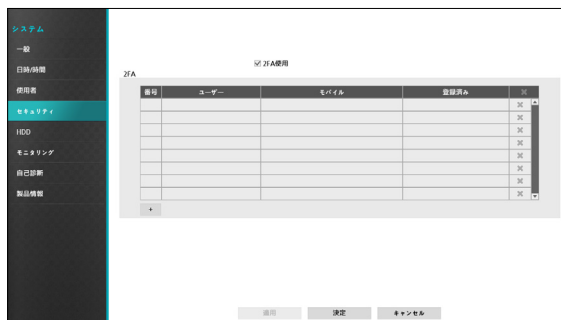 システム
一般
日時/時間
使用者
セキュリティ
HDD
モニタリング
自己診断
製品情報
2FA使用
2FA
番号 ユーザー モバイル 登録済み
+
適用 決定 キャンセル